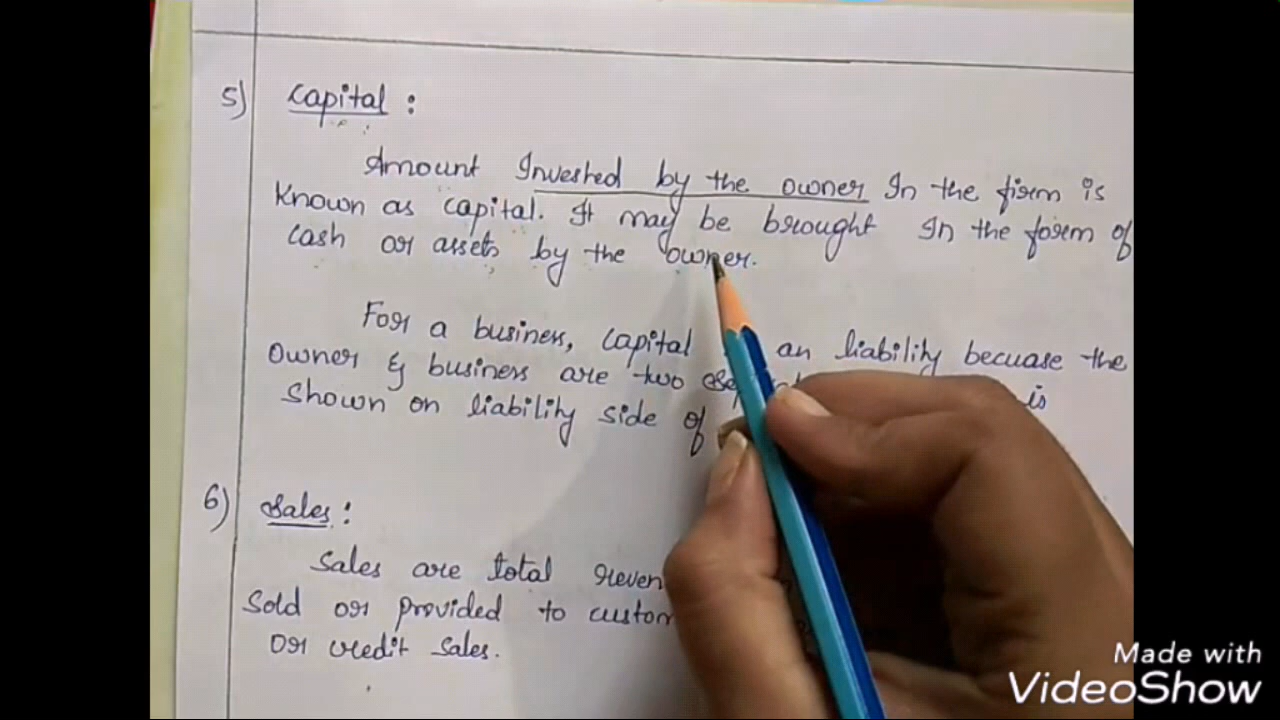 5) Capital :
Amount Invested by the owner In the firm is
known as capital. It may be brought In the form of
cash or assets by the owner.
For a business, capital an liability becuase the
owner & business are two is
shown on liability side of
6) Sales :
Sales are total
sold or provided to
or credit sales.
Made with
VideoShow